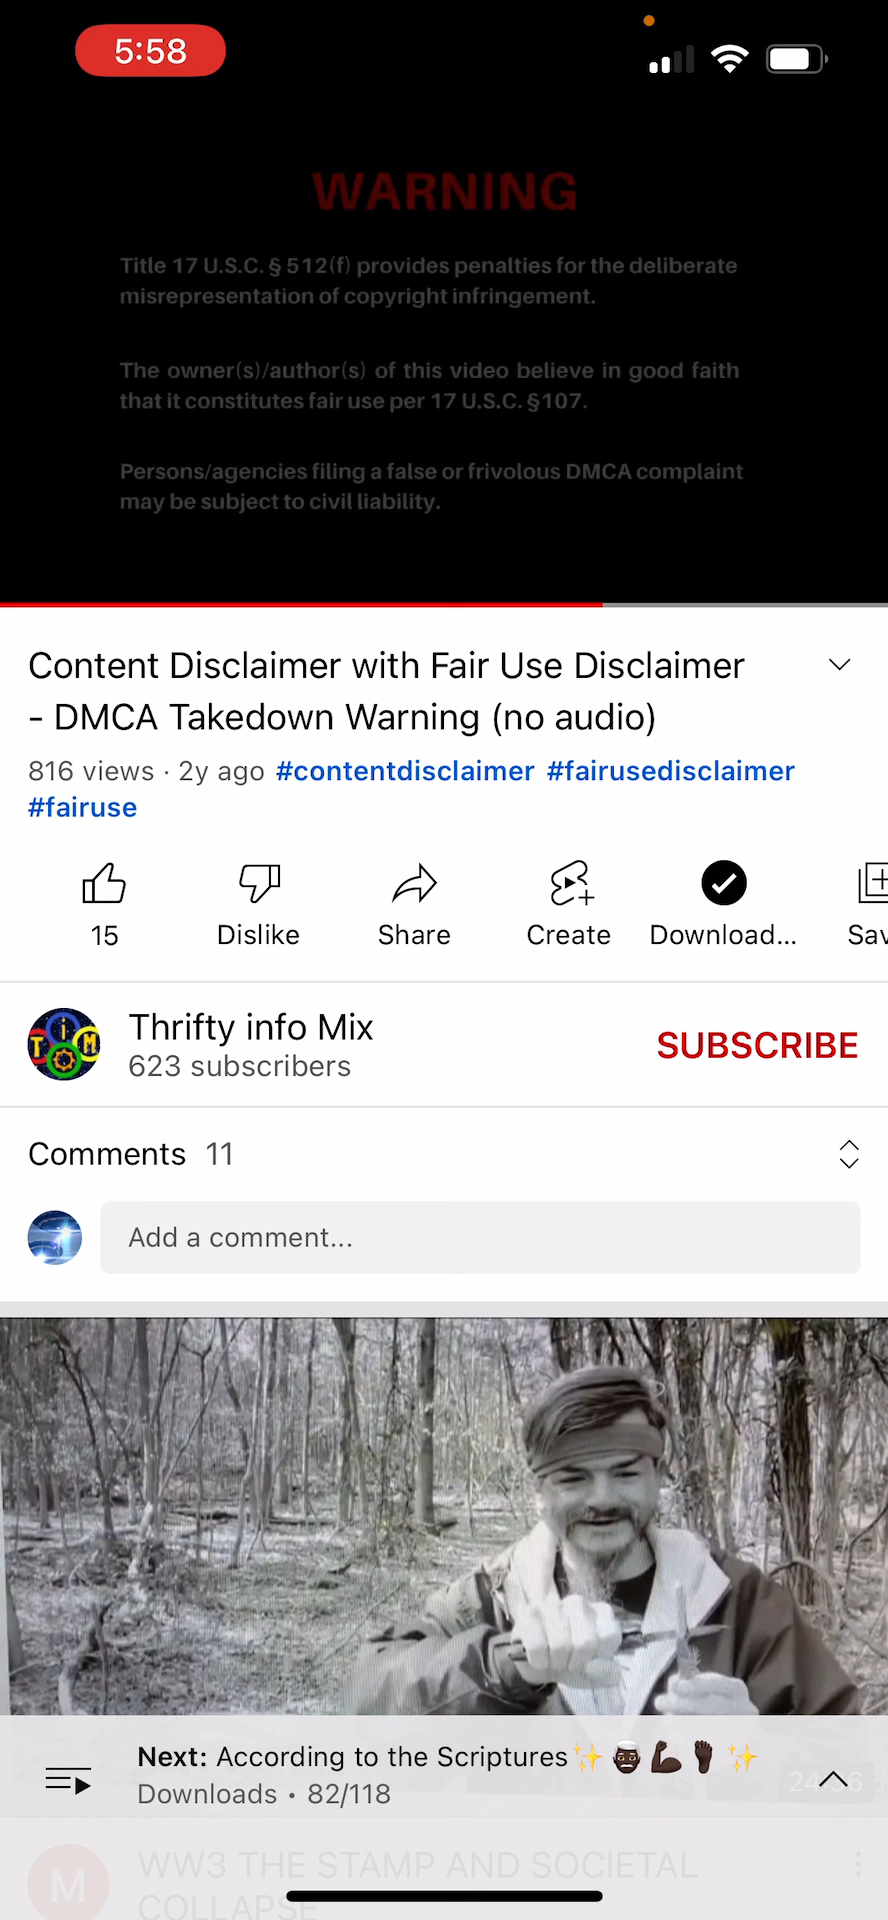 5:58
WARNING
Title 17 U.S.C. § 512(f) provides penalties for the deliberate
misrepresentation of copyright infringement.
The owner(s)/author(s) of this video believe in good faith
that it constitutes fair use per 17 U.S.C. §107.
Persons/agencies filing a false or frivolous DMCA complaint
may be subject to civil liability.
Content Disclaimer with Fair Use Disclaimer
- DMCA Takedown Warning (no audio)
816 views · 2y ago #contentdisclaimer #fairusedisclaimer
#fairuse
15 Dislike Share Create Download... Sav
T i M
Thrifty info Mix
623 subscribers
SUBSCRIBE
Comments 11
Add a comment...
Next: According to the Scriptures✨👳🏿‍♂️💪🏿🦶🏿✨
Downloads • 82/118
M
WW3 THE STAMP AND SOCIETAL
COLLAPSE